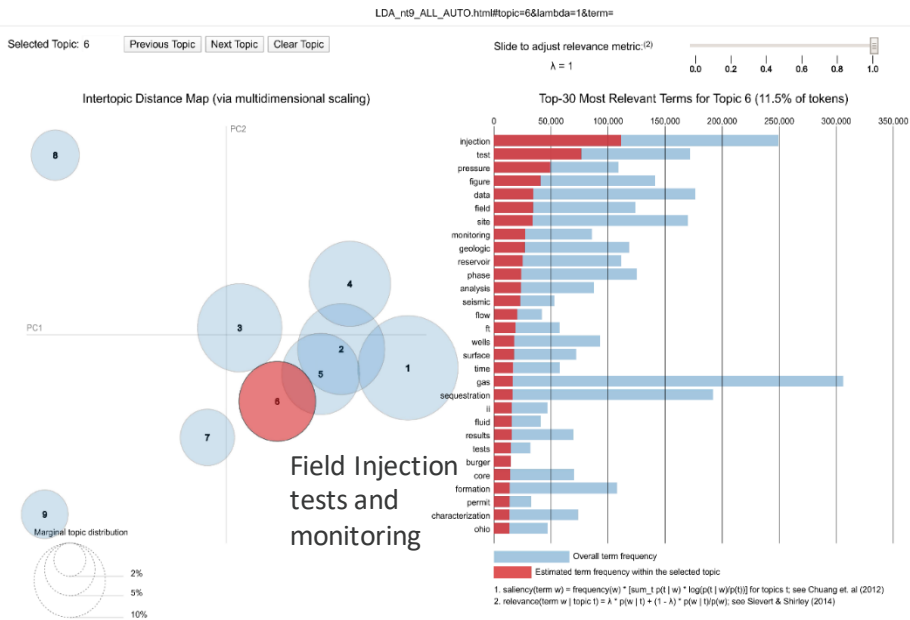 LDA_nt9_ALL_AUTO.html#topic=6&lambda=1&term=
Selected Topic: 6
Previous Topic
Next Topic
Clear Topic
Slide to adjust relevance metric:(2)
λ = 1
0.0 0.2 0.4 0.6 0.8 1.0
Intertopic Distance Map (via multidimensional scaling)
PC2
PC1
8
4
3
2
1
5
6
7
9
Field Injection
tests and
monitoring
Marginal topic distribution
2%
5%
10%
Top-30 Most Relevant Terms for Topic 6 (11.5% of tokens)
0 50,000 100,000 150,000 200,000 250,000 300,000 350,000
injection
test
pressure
figure
data
field
site
monitoring
geologic
reservoir
phase
analysis
seismic
flow
ft
wells
surface
time
gas
sequestration
ii
fluid
results
tests
burger
core
formation
permit
characterization
ohio
Overall term frequency
Estimated term frequency within the selected topic
1. saliency(term w) = frequency(w) * [sum_t p(t | w) * log(p(t | w)/p(t))] for topics t; see Chuang et. al (2012)
2. relevance(term w | topic t) = λ * p(w | t) + (1 - λ) * p(w | t)/p(w); see Sievert & Shirley (2014)